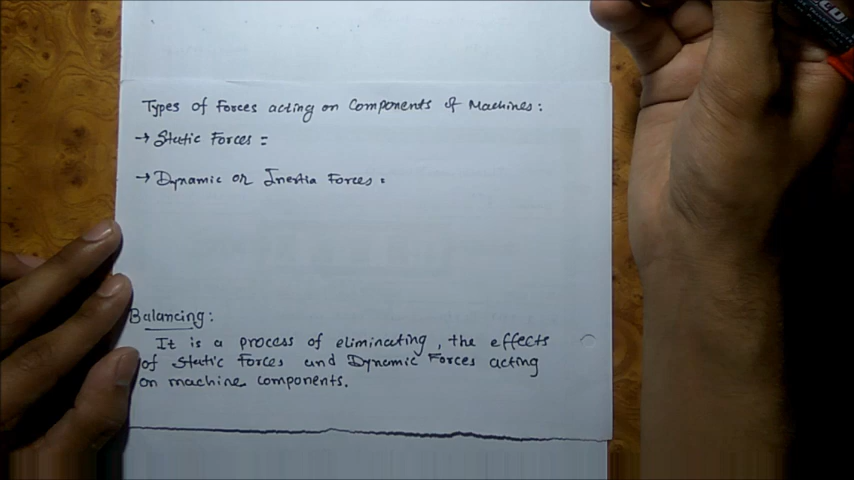 Types of Forces acting on Components of Machines:
→ Static Forces =
→ Dynamic or Inertia Forces =
Balancing:
It is a process of eliminating, the effects
of Static Forces and Dynamic Forces acting
on machine components.